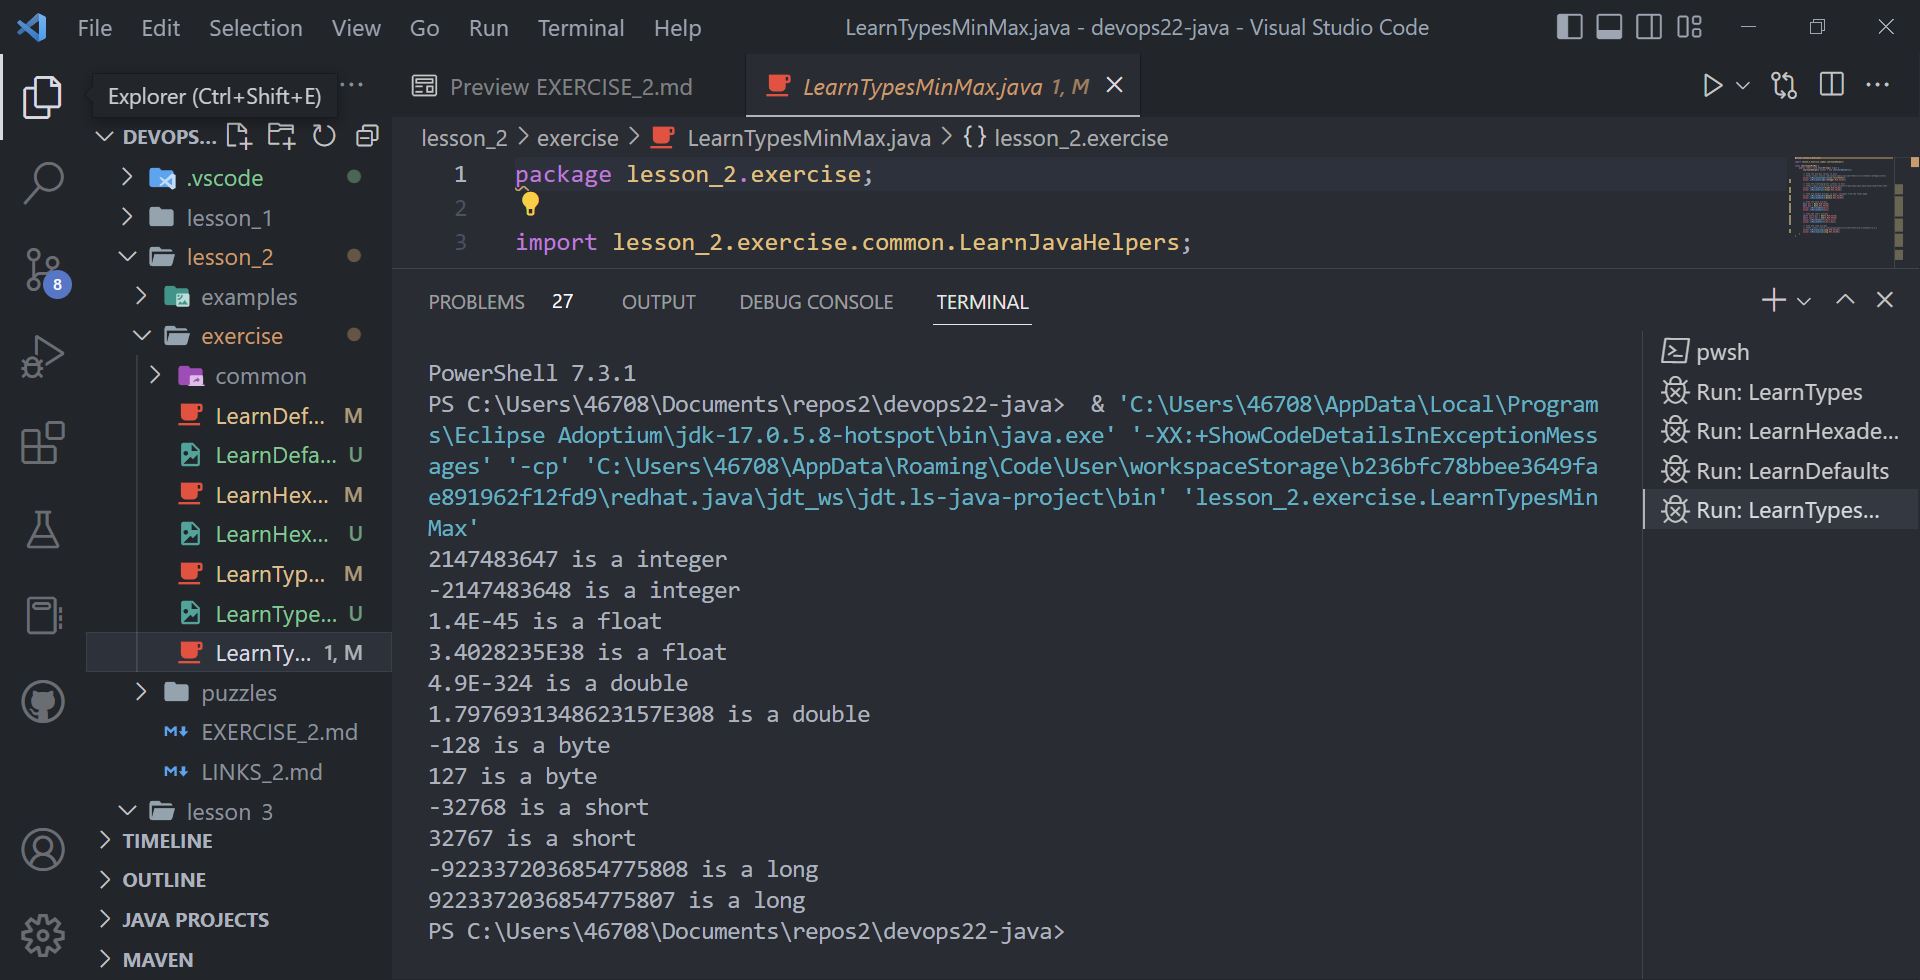 File Edit Selection View Go Run Terminal Help LearnTypesMinMax.java - devops22-java - Visual Studio Code
Explorer (Ctrl+Shift+E)
Preview EXERCISE_2.md
LearnTypesMinMax.java 1, M
DEVOPS...
.vscode
lesson_1
lesson_2
examples
exercise
common
LearnDef... M
LearnDefa... U
LearnHex... M
LearnHex... U
LearnTyp... M
LearnType... U
LearnTy... 1, M
puzzles
EXERCISE_2.md
LINKS_2.md
lesson_3
TIMELINE
OUTLINE
JAVA PROJECTS
MAVEN
8
lesson_2 > exercise > LearnTypesMinMax.java > {} lesson_2.exercise
1 package lesson_2.exercise;
2
3 import lesson_2.exercise.common.LearnJavaHelpers;
PROBLEMS 27 OUTPUT DEBUG CONSOLE TERMINAL
PowerShell 7.3.1
PS C:\Users\46708\Documents\repos2\devops22-java>  & 'C:\Users\46708\AppData\Local\Program
s\Eclipse Adoptium\jdk-17.0.5.8-hotspot\bin\java.exe' '-XX:+ShowCodeDetailsInExceptionMess
ages' '-cp' 'C:\Users\46708\AppData\Roaming\Code\User\workspaceStorage\b236bfc78bbee3649fa
e891962f12fd9\redhat.java\jdt_ws\jdt.ls-java-project\bin' 'lesson_2.exercise.LearnTypesMin
Max'
2147483647 is a integer
-2147483648 is a integer
1.4E-45 is a float
3.4028235E38 is a float
4.9E-324 is a double
1.7976931348623157E308 is a double
-128 is a byte
127 is a byte
-32768 is a short
32767 is a short
-9223372036854775808 is a long
9223372036854775807 is a long
PS C:\Users\46708\Documents\repos2\devops22-java>
pwsh
Run: LearnTypes
Run: LearnHexade...
Run: LearnDefaults
Run: LearnTypes...